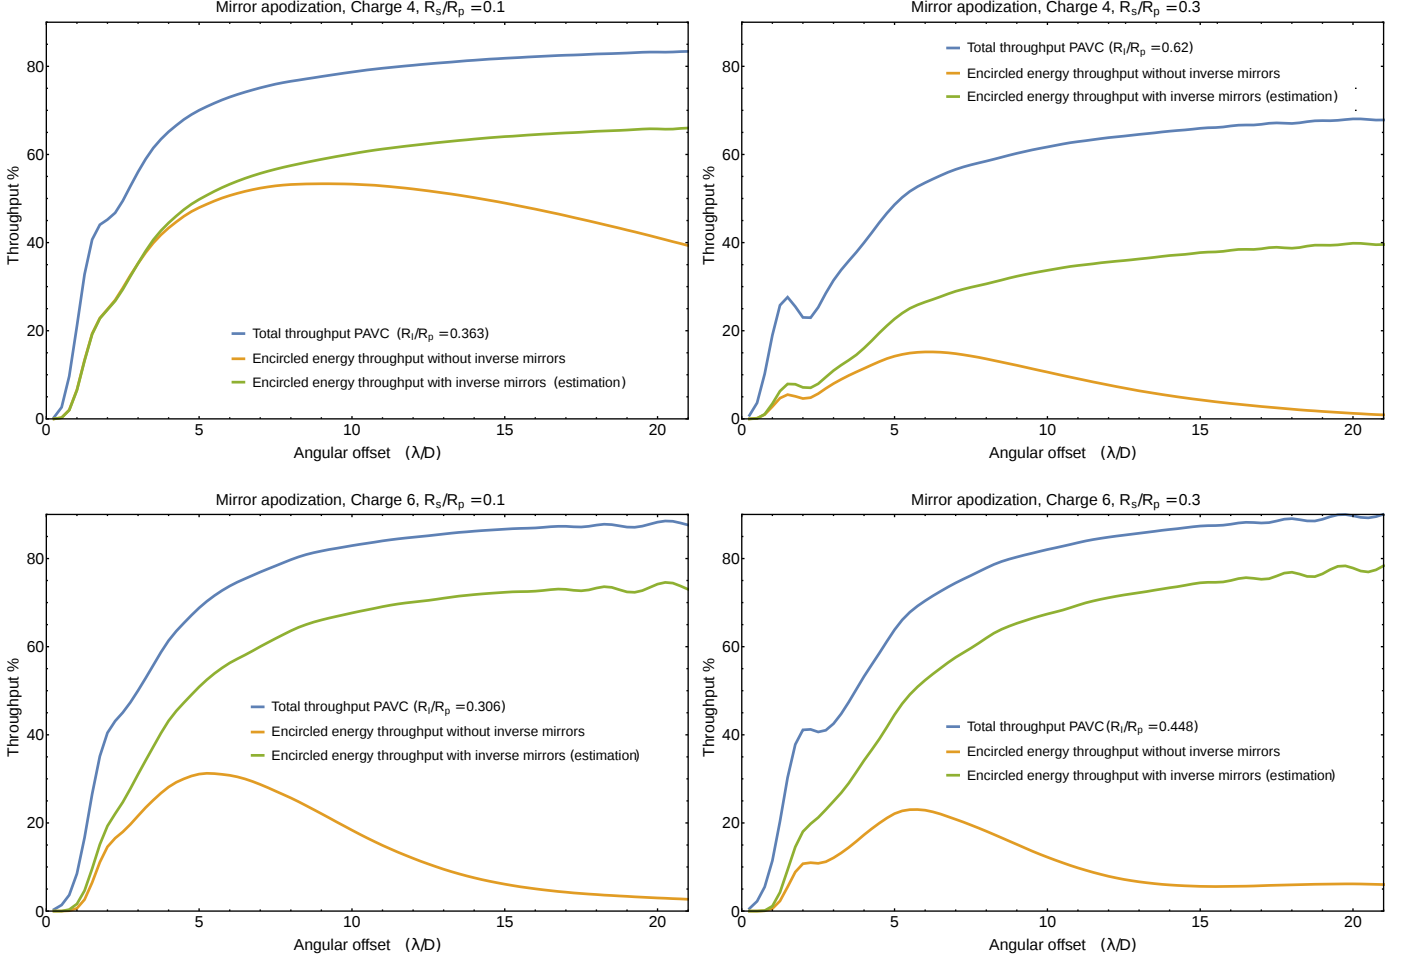 Mirror apodization, Charge 4, Rs/Rp = 0.1
Throughput %
80
60
40
20
0
Total throughput PAVC (Rl/Rp = 0.363)
Encircled energy throughput without inverse mirrors
Encircled energy throughput with inverse mirrors (estimation)
0 5 10 15 20
Angular offset (λ/D)
Mirror apodization, Charge 4, Rs/Rp = 0.3
Throughput %
80
60
40
20
0
Total throughput PAVC (Rl/Rp = 0.62)
Encircled energy throughput without inverse mirrors
Encircled energy throughput with inverse mirrors (estimation)
0 5 10 15 20
Angular offset (λ/D)
Mirror apodization, Charge 6, Rs/Rp = 0.1
Throughput %
80
60
40
20
0
Total throughput PAVC (Rl/Rp = 0.306)
Encircled energy throughput without inverse mirrors
Encircled energy throughput with inverse mirrors (estimation)
0 5 10 15 20
Angular offset (λ/D)
Mirror apodization, Charge 6, Rs/Rp = 0.3
Throughput %
80
60
40
20
0
Total throughput PAVC (Rl/Rp = 0.448)
Encircled energy throughput without inverse mirrors
Encircled energy throughput with inverse mirrors (estimation)
0 5 10 15 20
Angular offset (λ/D)